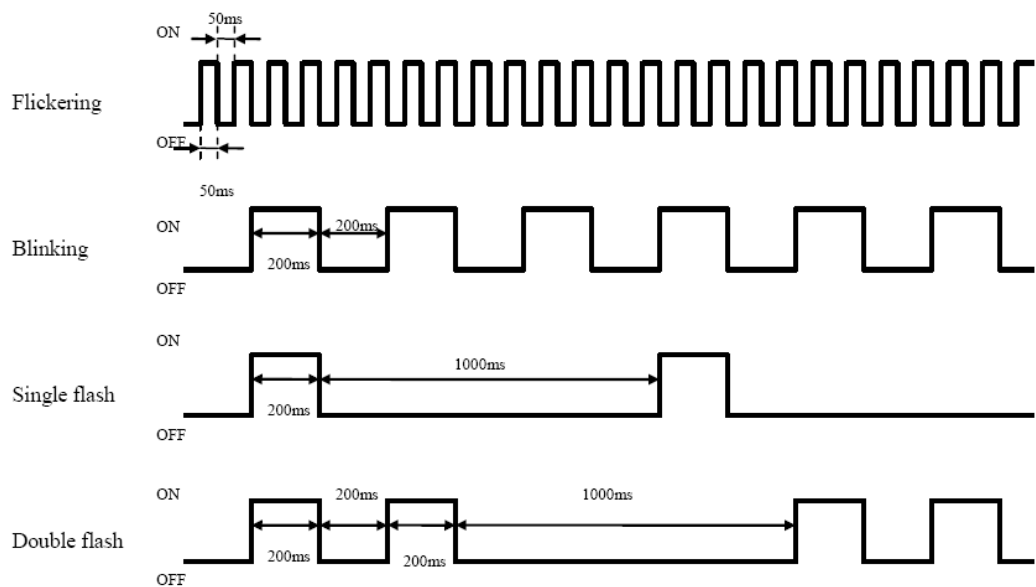 50ms
ON
Flickering
OFF
50ms
ON
200ms
Blinking
200ms
OFF
ON
1000ms
Single flash
200ms
OFF
ON
200ms
1000ms
Double flash
200ms
200ms
OFF